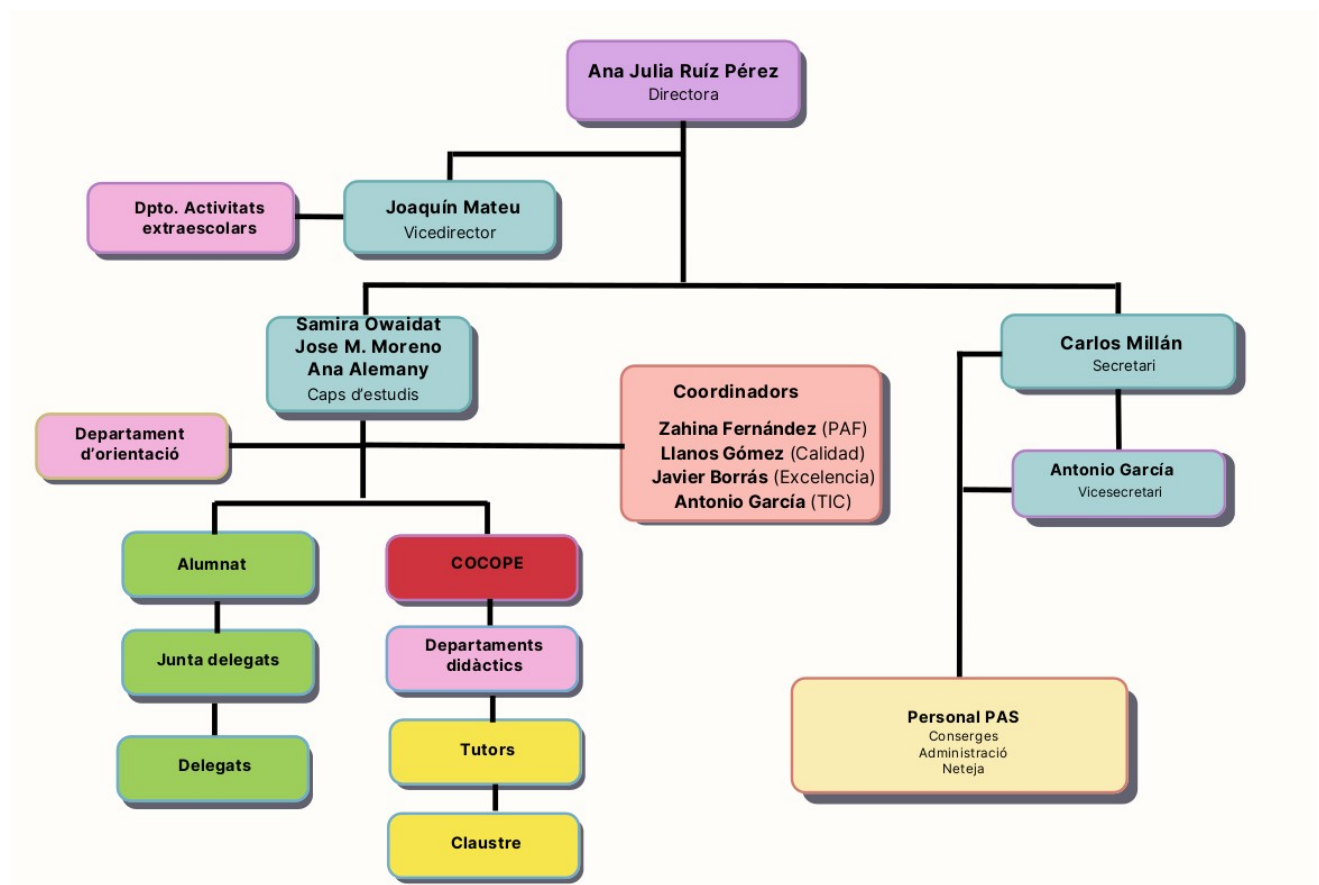 Ana Julia Ruíz Pérez
Directora
Dpto. Activitats
extraescolars
Joaquín Mateu
Vicedirector
Samira Owaidat
Jose M. Moreno
Ana Alemany
Caps d’estudis
Carlos Millán
Secretari
Coordinadors
Zahina Fernández (PAF)
Llanos Gómez (Calidad)
Javier Borrás (Excelencia)
Antonio García (TIC)
Departament
d’orientació
Antonio García
Vicesecretari
Alumnat
Junta delegats
Delegats
COCOPE
Departaments
didàctics
Tutors
Claustre
Personal PAS
Conserges
Administració
Neteja